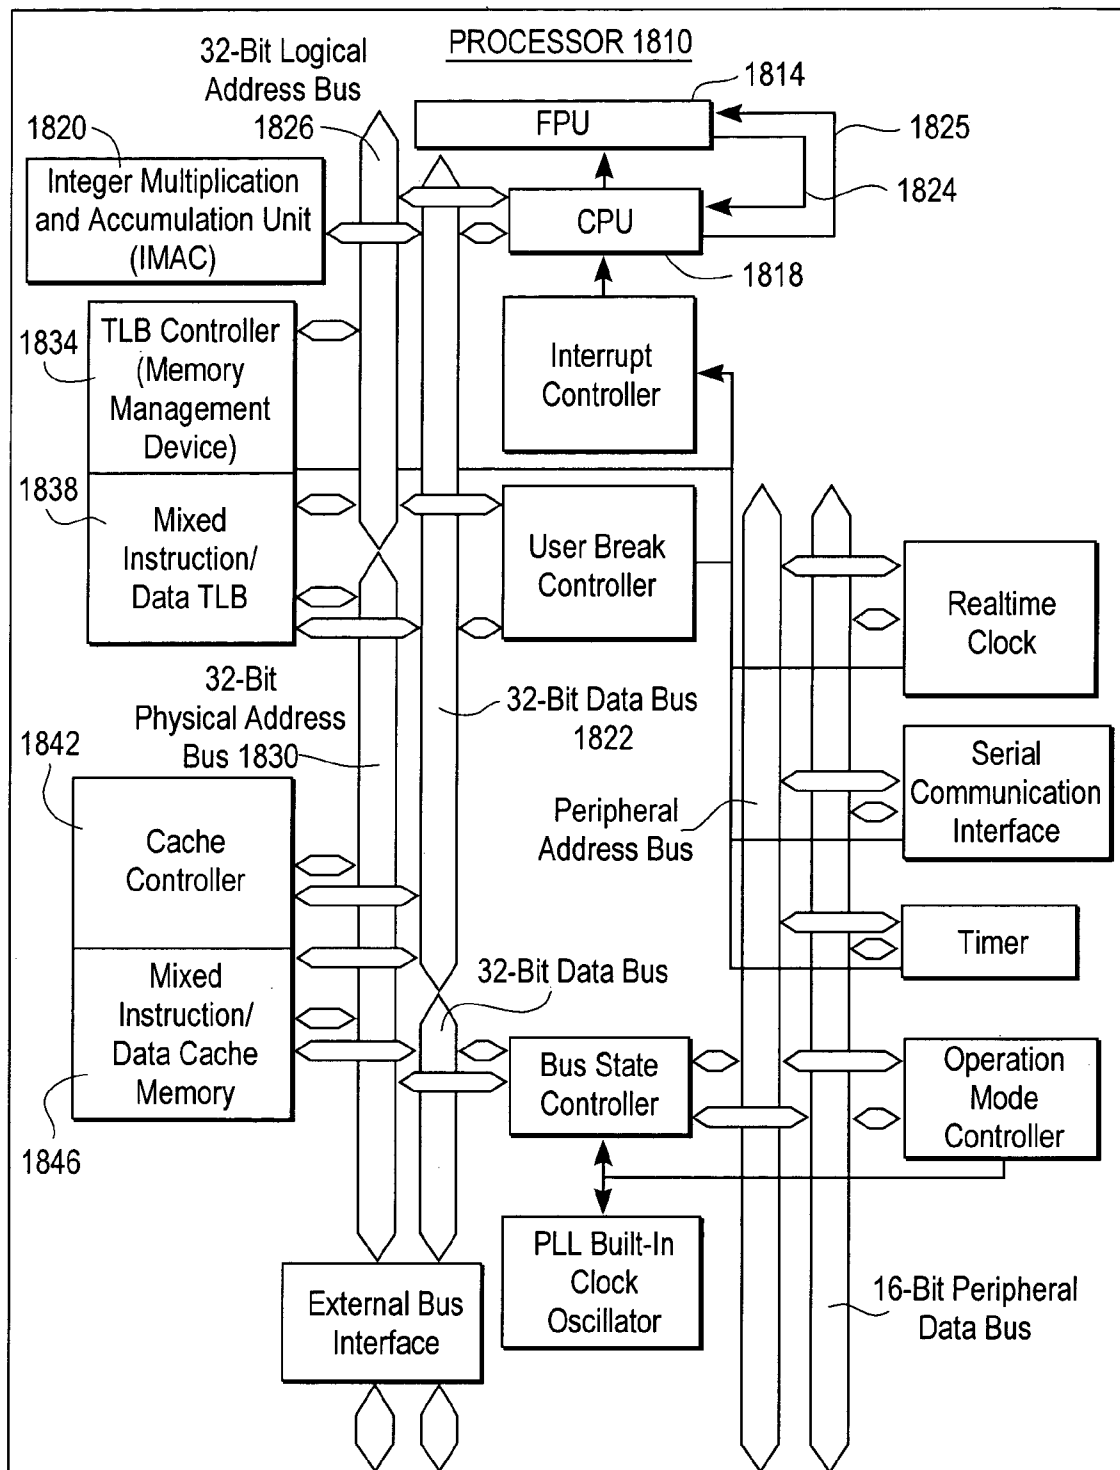 PROCESSOR 1810
32-Bit Logical
Address Bus
1826
1814
FPU
1825
1824
1820
Integer Multiplication
and Accumulation Unit
(IMAC)
CPU
1818
1834
TLB Controller
(Memory
Management
Device)
Interrupt
Controller
1838
Mixed
Instruction/
Data TLB
User Break
Controller
Realtime
Clock
32-Bit
Physical Address
Bus 1830
32-Bit Data Bus
1822
1842
Cache
Controller
Peripheral
Address Bus
Serial
Communication
Interface
Timer
Mixed
Instruction/
Data Cache
Memory
1846
32-Bit Data Bus
Bus State
Controller
Operation
Mode
Controller
PLL Built-In
Clock
Oscillator
External Bus
Interface
16-Bit Peripheral
Data Bus